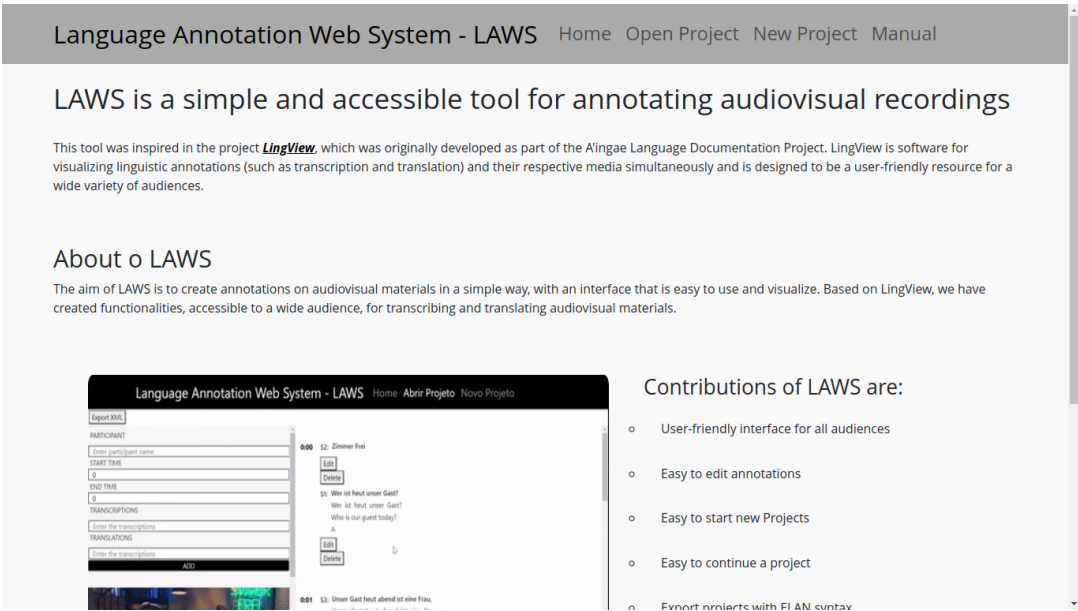 Language Annotation Web System - LAWS Home Open Project New Project Manual
LAWS is a simple and accessible tool for annotating audiovisual recordings
This tool was inspired in the project LingView, which was originally developed as part of the A'ingae Language Documentation Project. LingView is software for
visualizing linguistic annotations (such as transcription and translation) and their respective media simultaneously and is designed to be a user-friendly resource for a
wide variety of audiences.
About o LAWS
The aim of LAWS is to create annotations on audiovisual materials in a simple way, with an interface that is easy to use and visualize. Based on LingView, we have
created functionalities, accessible to a wide audience, for transcribing and translating audiovisual materials.
Language Annotation Web System - LAWS Home Abrir Projeto Novo Projeto
Export XML
PARTICIPANT
Enter participant name
START TIME
0
END TIME
0
TRANSCRIPTIONS
Enter the transcriptions
TRANSLATIONS
Enter the transcriptions
ADD
ZIMMER
FREI
0:00 S2: Zimmer Frei
Edit
Delete
S1: Wer ist heut unser Gast?
Wer ist heut unser Gast?
Who is our guest today?
A
Edit
Delete
0:01 S3: Unser Gast heut abend ist eine Frau,
Contributions of LAWS are:
User-friendly interface for all audiences
Easy to edit annotations
Easy to start new Projects
Easy to continue a project
Export projects with ELAN syntax